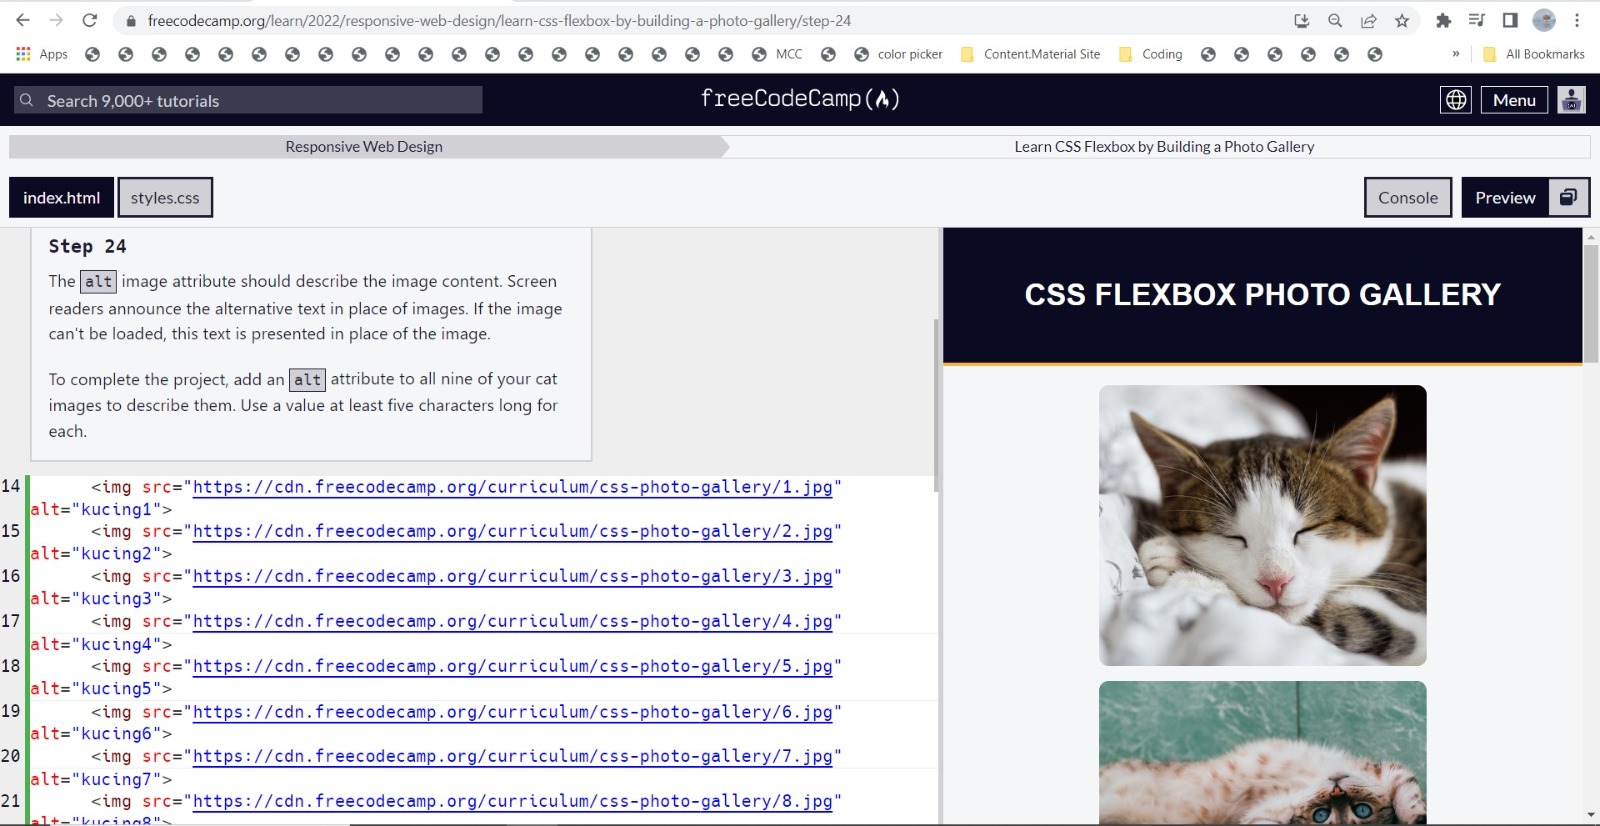 freecodecamp.org/learn/2022/responsive-web-design/learn-css-flexbox-by-building-a-photo-gallery/step-24
Apps MCC color picker Content.Material Site Coding » All Bookmarks
Search 9,000+ tutorials freeCodeCamp Menu
Responsive Web Design Learn CSS Flexbox by Building a Photo Gallery
index.html styles.css Console Preview
Step 24
The alt image attribute should describe the image content. Screen
readers announce the alternative text in place of images. If the image
can't be loaded, this text is presented in place of the image.
To complete the project, add an alt attribute to all nine of your cat
images to describe them. Use a value at least five characters long for
each.
14 <img src="https://cdn.freecodecamp.org/curriculum/css-photo-gallery/1.jpg"
alt="kucing1">
15 <img src="https://cdn.freecodecamp.org/curriculum/css-photo-gallery/2.jpg"
alt="kucing2">
16 <img src="https://cdn.freecodecamp.org/curriculum/css-photo-gallery/3.jpg"
alt="kucing3">
17 <img src="https://cdn.freecodecamp.org/curriculum/css-photo-gallery/4.jpg"
alt="kucing4">
18 <img src="https://cdn.freecodecamp.org/curriculum/css-photo-gallery/5.jpg"
alt="kucing5">
19 <img src="https://cdn.freecodecamp.org/curriculum/css-photo-gallery/6.jpg"
alt="kucing6">
20 <img src="https://cdn.freecodecamp.org/curriculum/css-photo-gallery/7.jpg"
alt="kucing7">
21 <img src="https://cdn.freecodecamp.org/curriculum/css-photo-gallery/8.jpg"
alt="kucing8">
CSS FLEXBOX PHOTO GALLERY